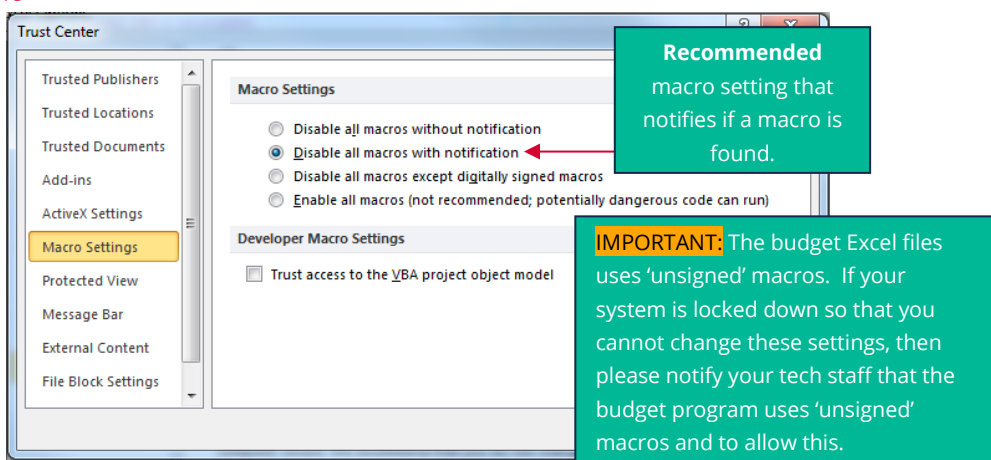 Trust Center
Trusted Publishers
Trusted Locations
Trusted Documents
Add-ins
ActiveX Settings
Macro Settings
Protected View
Message Bar
External Content
File Block Settings
Macro Settings
Disable all macros without notification
Disable all macros with notification
Disable all macros except digitally signed macros
Enable all macros (not recommended; potentially dangerous code can run)
Developer Macro Settings
Trust access to the VBA project object model
Recommended
macro setting that
notifies if a macro is
found.
IMPORTANT: The budget Excel files
uses ‘unsigned’ macros.  If your
system is locked down so that you
cannot change these settings, then
please notify your tech staff that the
budget program uses ‘unsigned’
macros and to allow this.